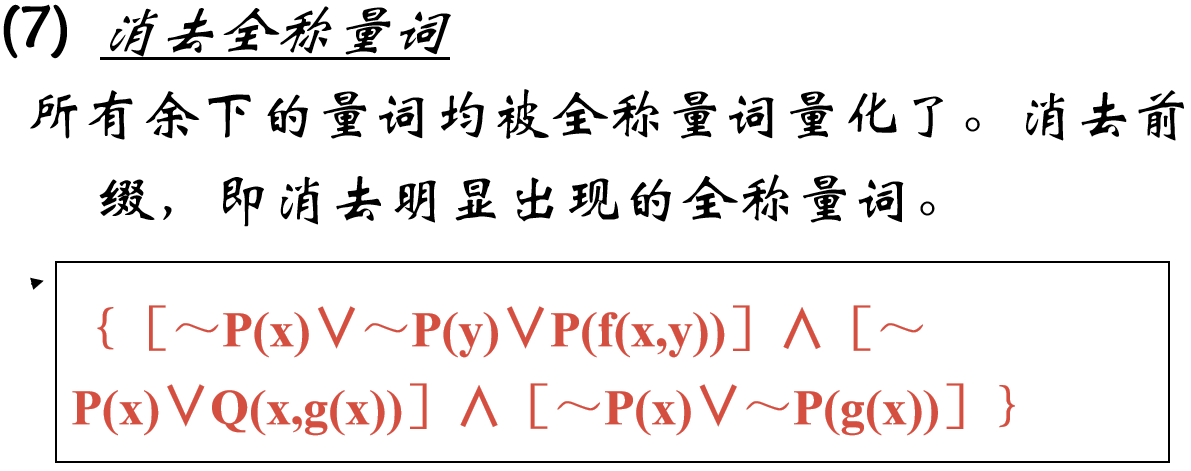 (7) 消去全称量词
所有余下的量词均被全称量词量化了。消去前
缀，即消去明显出现的全称量词。
{［～P(x)∨～P(y)∨P(f(x,y))］∧［～
P(x)∨Q(x,g(x))］∧［～P(x)∨～P(g(x))］}